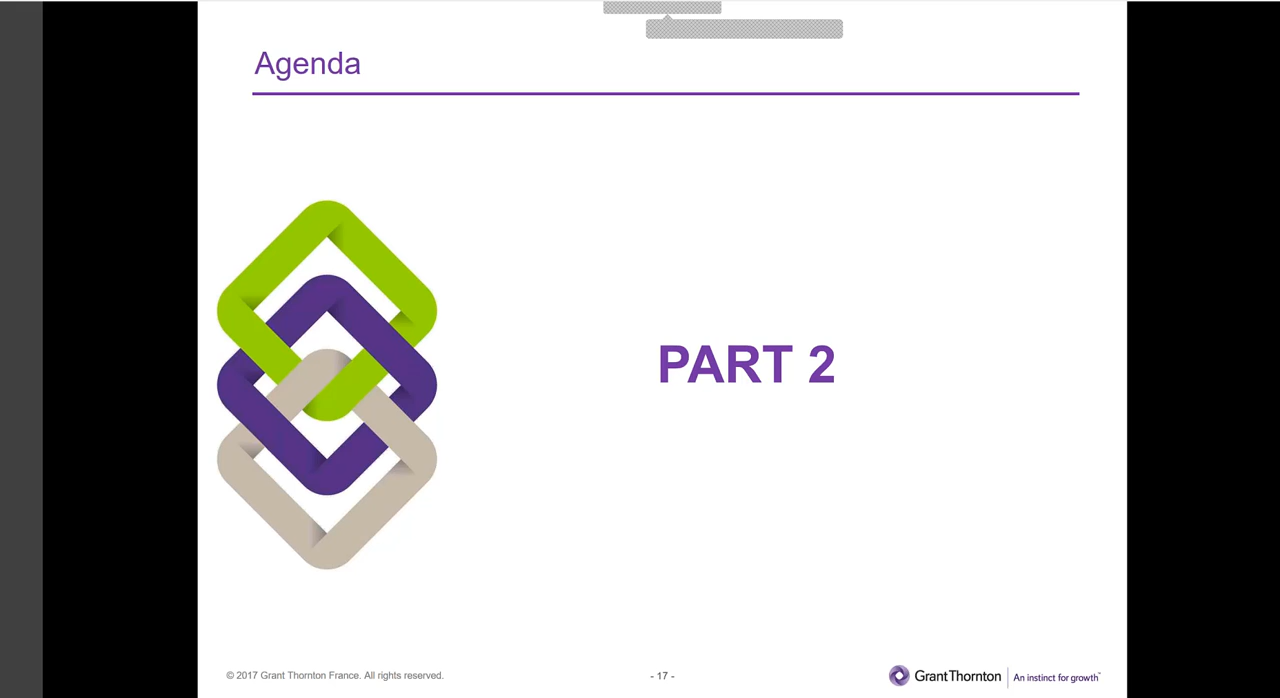 Agenda
PART 2
© 2017 Grant Thornton France. All rights reserved.
- 17 -
GrantThornton
An instinct for growth™